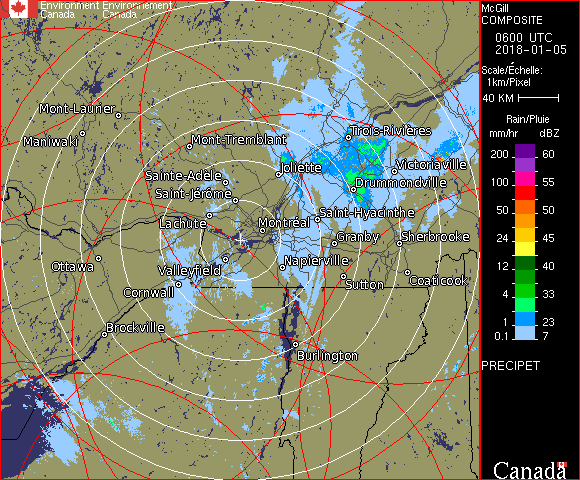 Environment Environnement
Canada Canada
McGill
COMPOSITE
0600 UTC
2018-01-05
Scale/Échelle:
1km/Pixel
40 KM
Rain/Pluie
mm/hr dBZ
200 60
100 55
50 50
24 45
12 40
4 33
1 23
0.1 7
PRECIPET
Canada
Mont-Laurier
Maniwaki
Mont-Tremblant
Trois-Rivières
Sainte-Adèle
Joliette
Victoriaville
Saint-Jérôme
Drummondville
Lachute
Montréal
Saint-Hyacinthe
Granby
Sherbrooke
Ottawa
Valleyfield
Napierville
Cornwall
Sutton
Coaticook
Brockville
Burlington